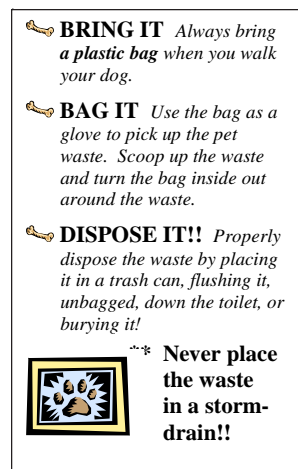 BRING IT Always bring
a plastic bag when you walk
your dog.
BAG IT Use the bag as a
glove to pick up the pet
waste. Scoop up the waste
and turn the bag inside out
around the waste.
DISPOSE IT!! Properly
dispose the waste by placing
it in a trash can, flushing it,
unbagged, down the toilet, or
burying it!
** Never place
the waste
in a storm-
drain!!